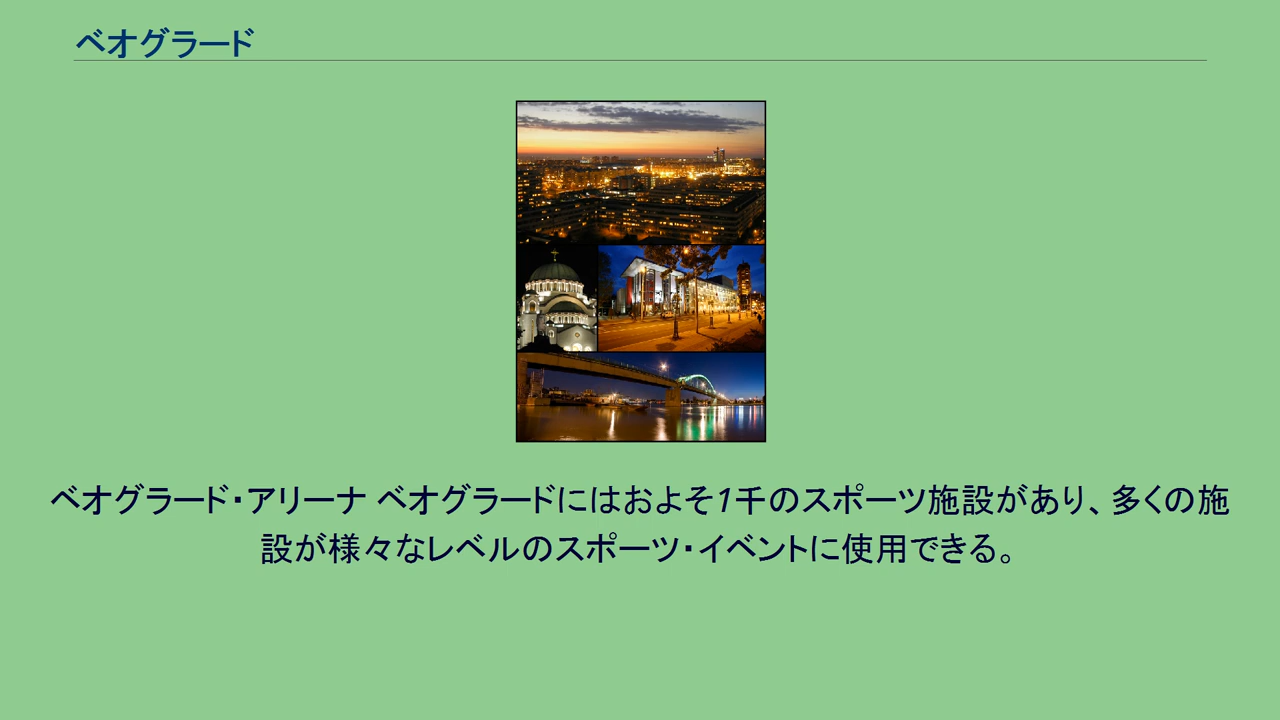 ベオグラード
ベオグラード・アリーナ ベオグラードにはおよそ1千のスポーツ施設があり、多くの施
設が様々なレベルのスポーツ・イベントに使用できる。